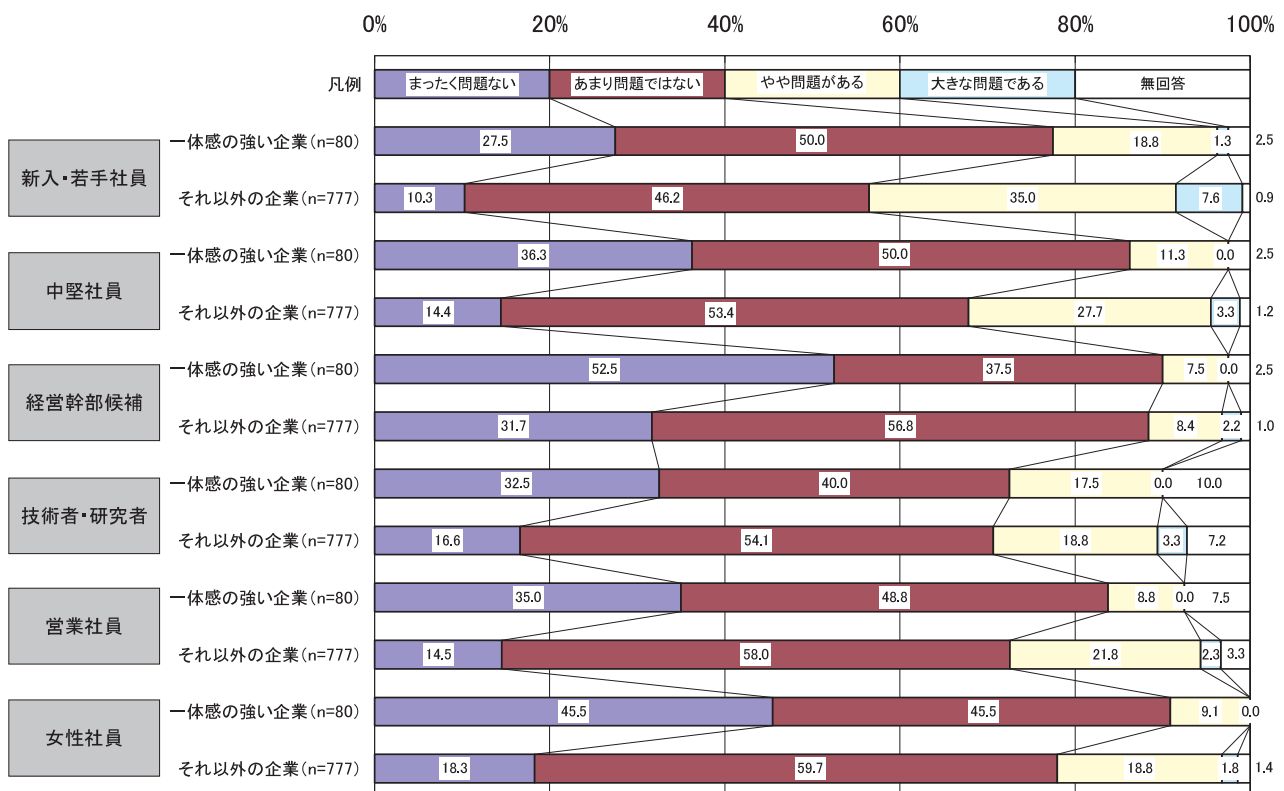 0% 20% 40% 60% 80% 100%
凡例 まったく問題ない あまり問題ではない やや問題がある 大きな問題である 無回答
新入・若手社員
一体感の強い企業(n=80) 27.5 50.0 18.8 1.3 2.5
それ以外の企業(n=777) 10.3 46.2 35.0 7.6 0.9
中堅社員
一体感の強い企業(n=80) 36.3 50.0 11.3 0.0 2.5
それ以外の企業(n=777) 14.4 53.4 27.7 3.3 1.2
経営幹部候補
一体感の強い企業(n=80) 52.5 37.5 7.5 0.0 2.5
それ以外の企業(n=777) 31.7 56.8 8.4 2.2 1.0
技術者・研究者
一体感の強い企業(n=80) 32.5 40.0 17.5 0.0 10.0
それ以外の企業(n=777) 16.6 54.1 18.8 3.3 7.2
営業社員
一体感の強い企業(n=80) 35.0 48.8 8.8 0.0 7.5
それ以外の企業(n=777) 14.5 58.0 21.8 2.3 3.3
女性社員
一体感の強い企業(n=80) 45.5 45.5 9.1 0.0
それ以外の企業(n=777) 18.3 59.7 18.8 1.8 1.4